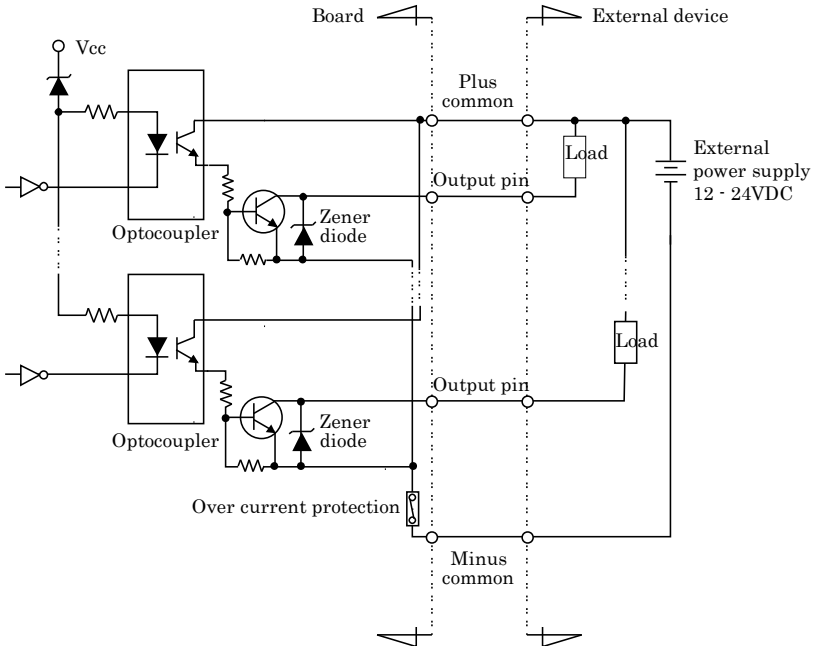 Board
External device
Vcc
Plus
common
Load
External
power supply
12 - 24VDC
Output pin
Zener
diode
Optocoupler
Load
Output pin
Zener
diode
Optocoupler
Over current protection
Minus
common